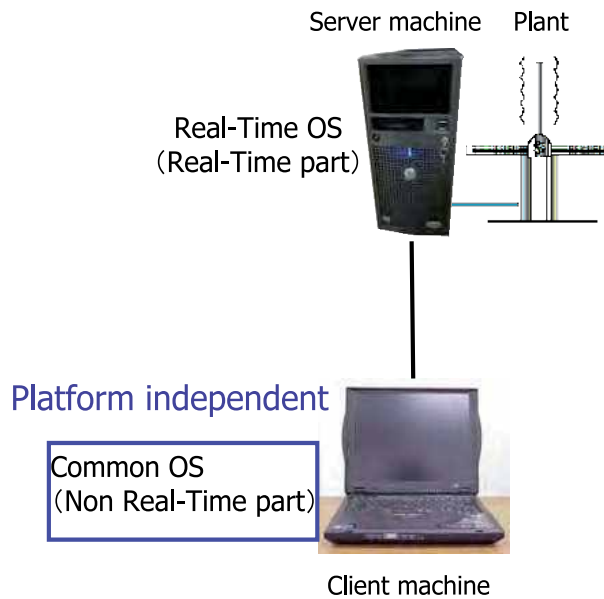 Server machine Plant
Real-Time OS
（Real-Time part）
Platform independent
Common OS
（Non Real-Time part）
Client machine